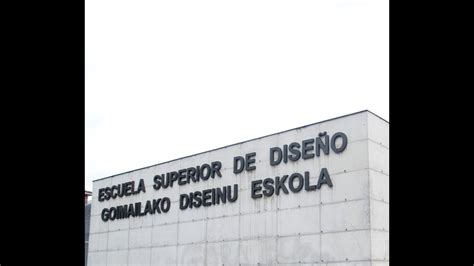 ESCUELA SUPERIOR DE DISEÑO
GOIMAILAKO DISEINU ESKOLA